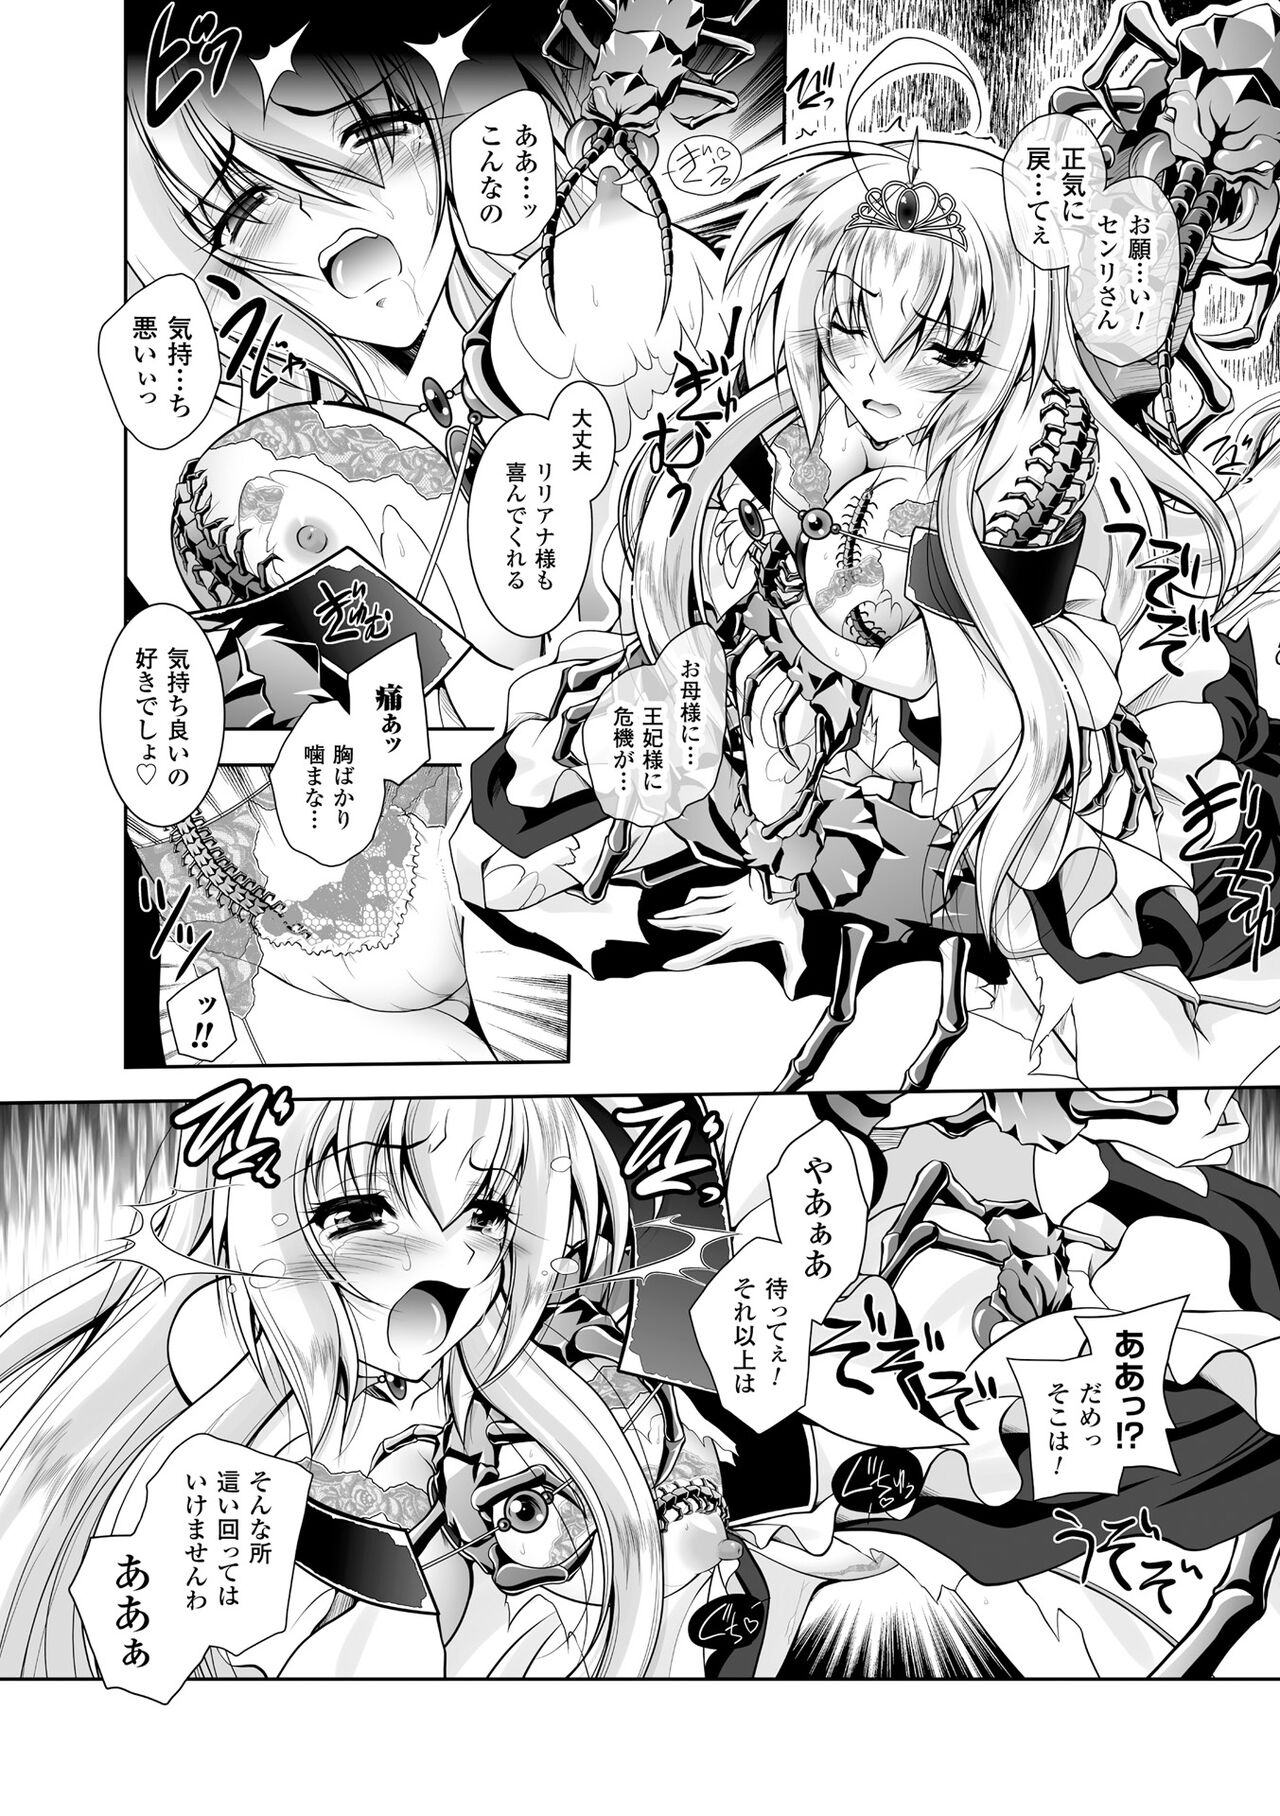 お願…い！
センリさん
正気に
戻…てぇ
お母様に…
王妃様に
危機が…
ああ…ッ
こんなの
気持…ち
悪いぃっ
大丈夫
リリアナ様も
喜んでくれる
気持ち良いの
好きでしょ♡
痛あッ
胸ばかり
噛まな…
ッ!!
ああっ!?
だめっ
そこは！
やあぁあ
待ってぇ！
それ以上は
そんな所
這い回っては
いけませんわ
ああぁ